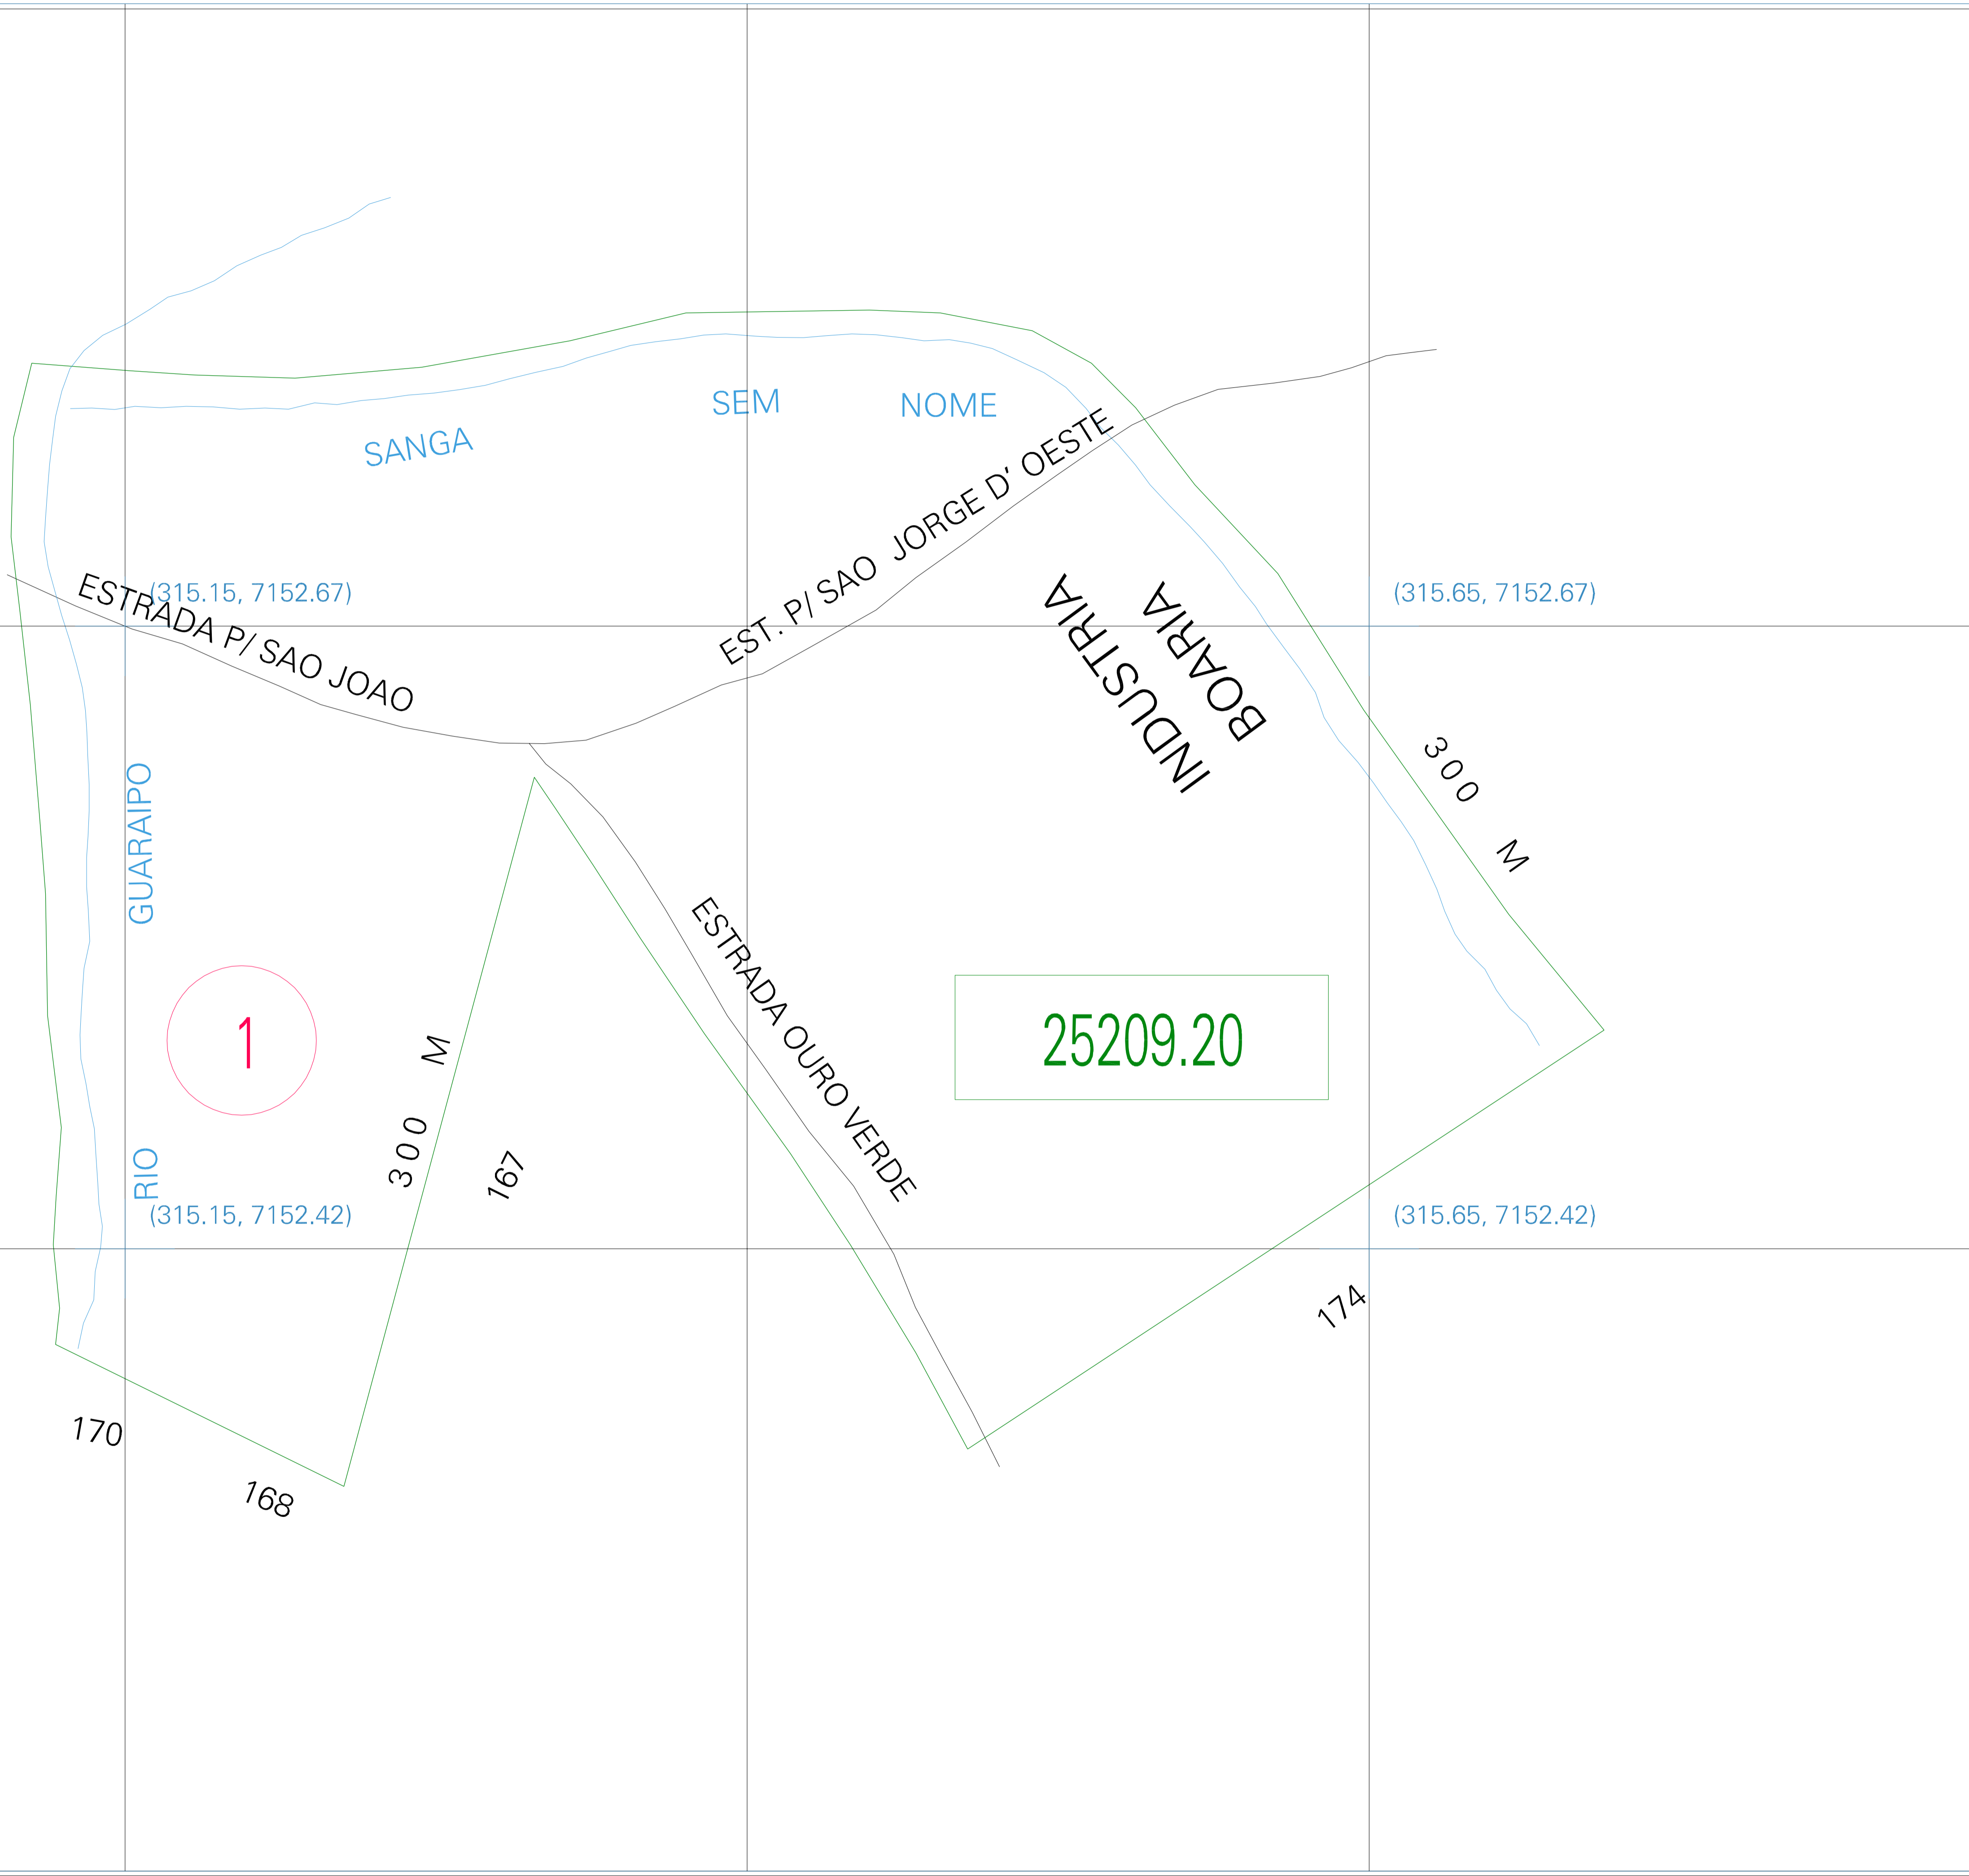 SEM
NOME
SANGA
EST. P/ SAO JORGE D' OESTE
(315.15, 7152.67)
(315.65, 7152.67)
ESTRADA P/ SAO JOAO
INDUSTRIA
BOARIA
300 M
GUARAIPO
ESTRADA OURO VERDE
1
25209.20
300 M
167
RIO
(315.15, 7152.42)
(315.65, 7152.42)
174
170
168